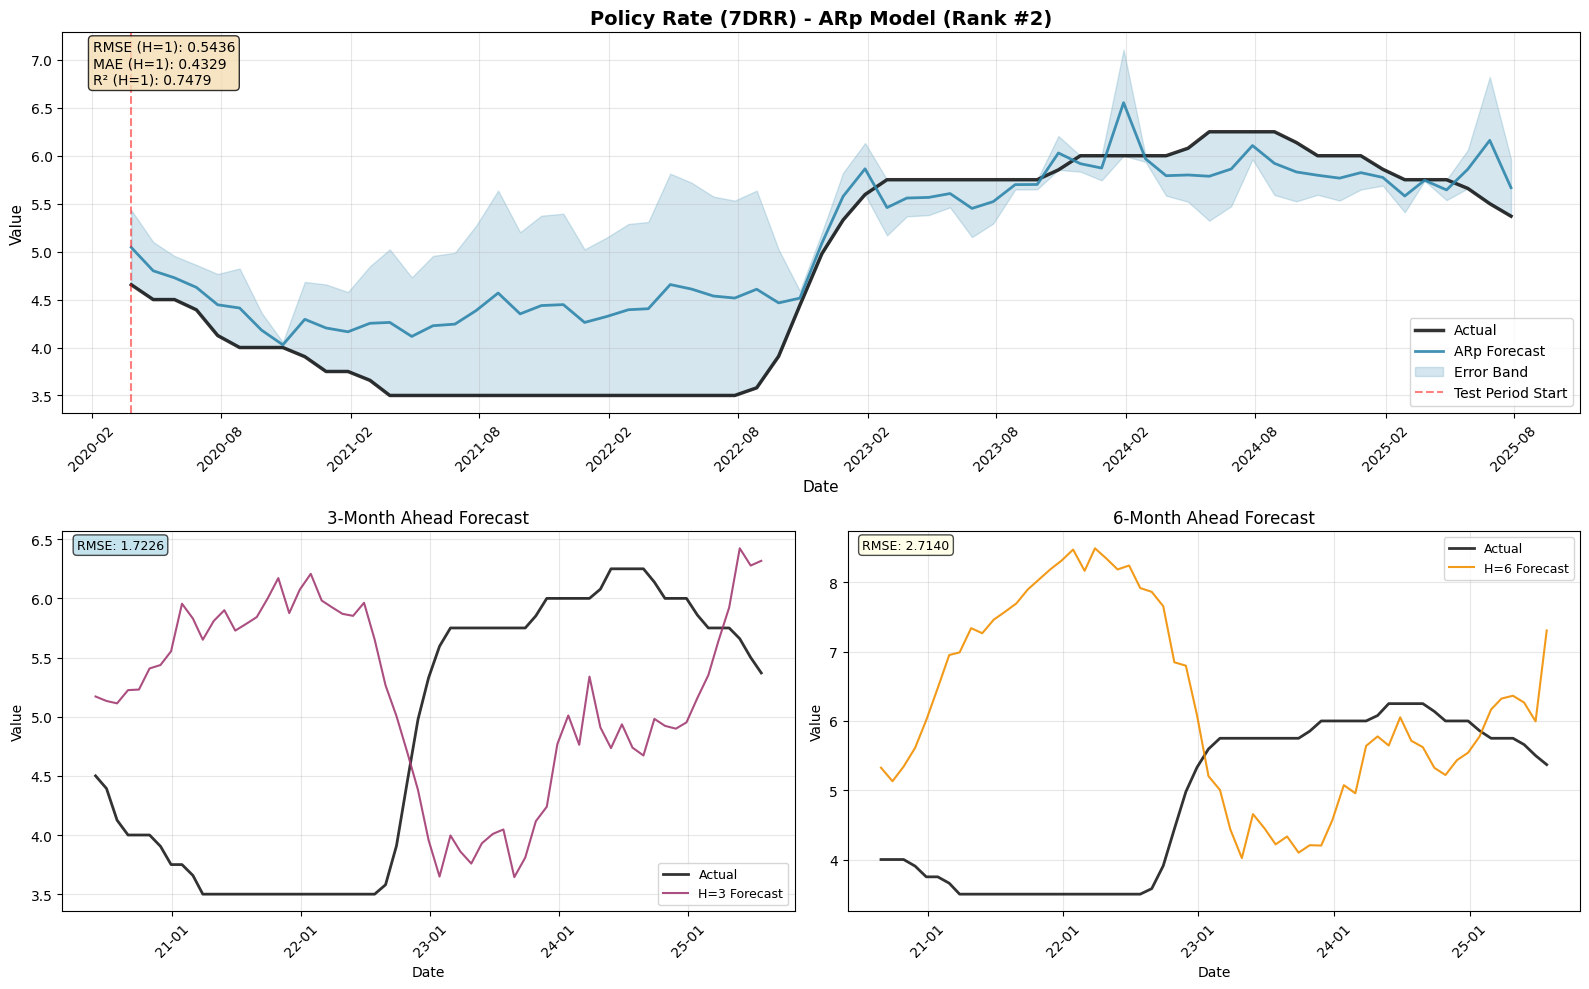 Policy Rate (7DRR) - ARp Model (Rank #2)
RMSE (H=1): 0.5436
MAE (H=1): 0.4329
R² (H=1): 0.7479
Value
7.0
6.5
6.0
5.5
5.0
4.5
4.0
3.5
Actual
ARp Forecast
Error Band
Test Period Start
2020-02 2020-08 2021-02 2021-08 2022-02 2022-08 2023-02 2023-08 2024-02 2024-08 2025-02 2025-08
Date
3-Month Ahead Forecast
RMSE: 1.7226
Value
6.5
6.0
5.5
5.0
4.5
4.0
3.5
Actual
H=3 Forecast
21-01 22-01 23-01 24-01 25-01
Date
6-Month Ahead Forecast
RMSE: 2.7140
Actual
H=6 Forecast
Value
8
7
6
5
4
21-01 22-01 23-01 24-01 25-01
Date